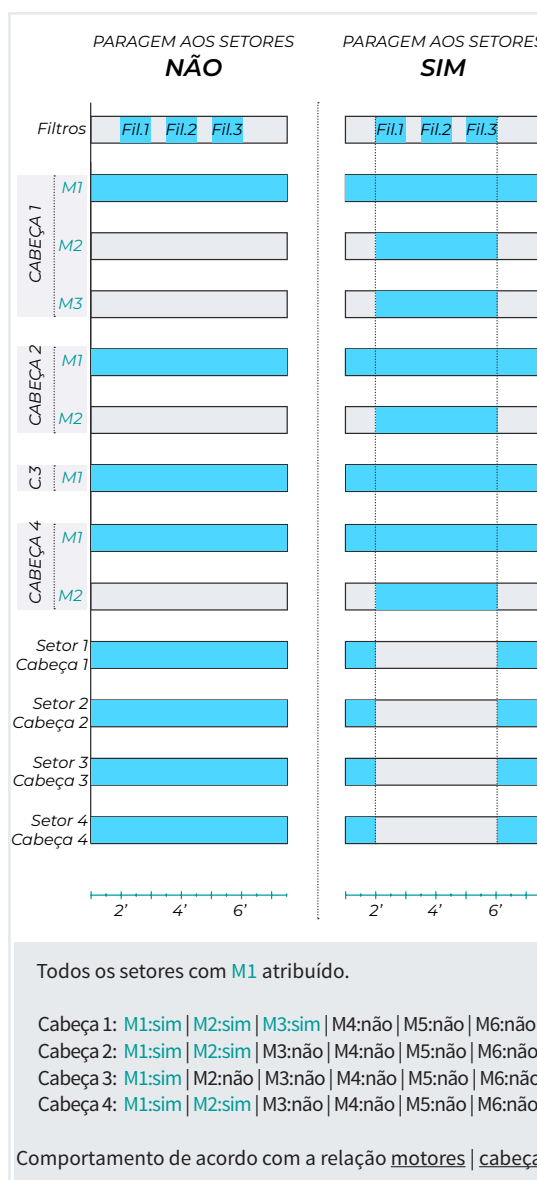 PARAGEM AOS SETORES
NÃO
PARAGEM AOS SETORES
SIM
Filtros
Fil.1 Fil.2 Fil.3
Fil.1 Fil.2 Fil.3
CABEÇA 1
M1
M2
M3
CABEÇA 2
M1
M2
C.3
M1
CABEÇA 4
M1
M2
Setor 1
Cabeça 1
Setor 2
Cabeça 2
Setor 3
Cabeça 3
Setor 4
Cabeça 4
2' 4' 6'
2' 4' 6'
Todos os setores com M1 atribuído.
Cabeça 1: M1:sim | M2:sim | M3:sim | M4:não | M5:não | M6:não
Cabeça 2: M1:sim | M2:sim | M3:não | M4:não | M5:não | M6:não
Cabeça 3: M1:sim | M2:não | M3:não | M4:não | M5:não | M6:não
Cabeça 4: M1:sim | M2:sim | M3:não | M4:não | M5:não | M6:não
Comportamento de acordo com a relação motores | cabeça